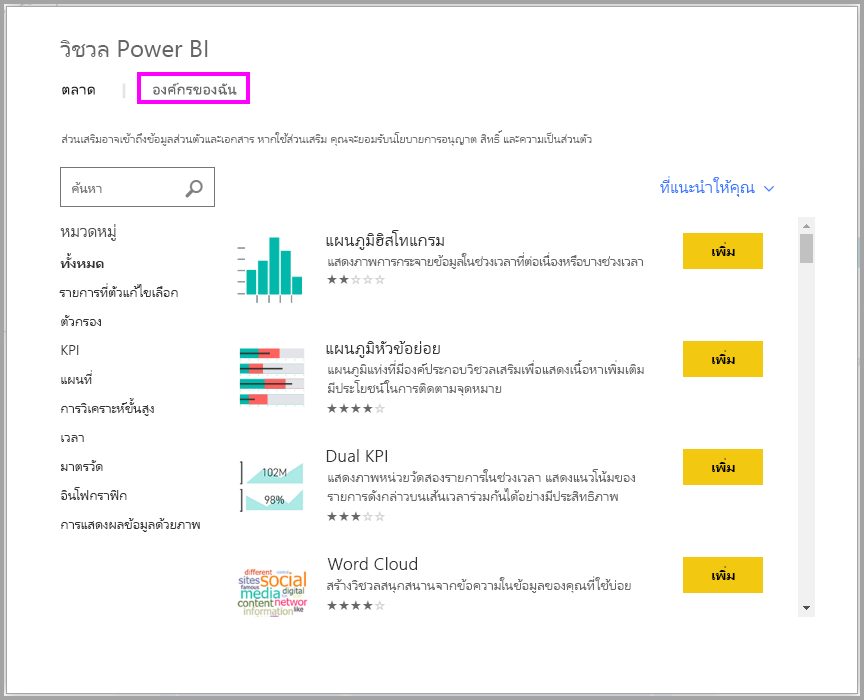 วิชวล Power BI
ตลาด | องค์กรของฉัน
ส่วนเสริมอาจเข้าถึงข้อมูลส่วนตัวและเอกสาร หากใช้ส่วนเสริม คุณจะยอมรับนโยบายการอนุญาต สิทธิ์ และความเป็นส่วนตัว
ค้นหา
ที่แนะนำให้คุณ
หมวดหมู่
ทั้งหมด
รายการที่ตัวแก้ไขเลือก
ตัวกรอง
KPI
แผนที่
การวิเคราะห์ขั้นสูง
เวลา
มาตรวัด
อินโฟกราฟิก
การแสดงผลข้อมูลด้วยภาพ
แผนภูมิฮิสโทแกรม
แสดงภาพการกระจายข้อมูลในช่วงเวลาที่ต่อเนื่องหรือบางช่วงเวลา
เพิ่ม
แผนภูมิหัวข้อย่อย
แผนภูมิแท่งที่มีองค์ประกอบวิชวลเสริมเพื่อแสดงเนื้อหาเพิ่มเติม
มีประโยชน์ในการติดตามจุดหมาย
เพิ่ม
102M
98%
Dual KPI
แสดงภาพหน่วยวัดสองรายการในช่วงเวลา แสดงแนวโน้มของ
รายการดังกล่าวบนเส้นเวลาร่วมกันได้อย่างมีประสิทธิภาพ
เพิ่ม
different
sites social
famous
media digital
content networ
information like
Word Cloud
สร้างวิชวลสนุกสนานจากข้อความในข้อมูลของคุณที่ใช้บ่อย
เพิ่ม